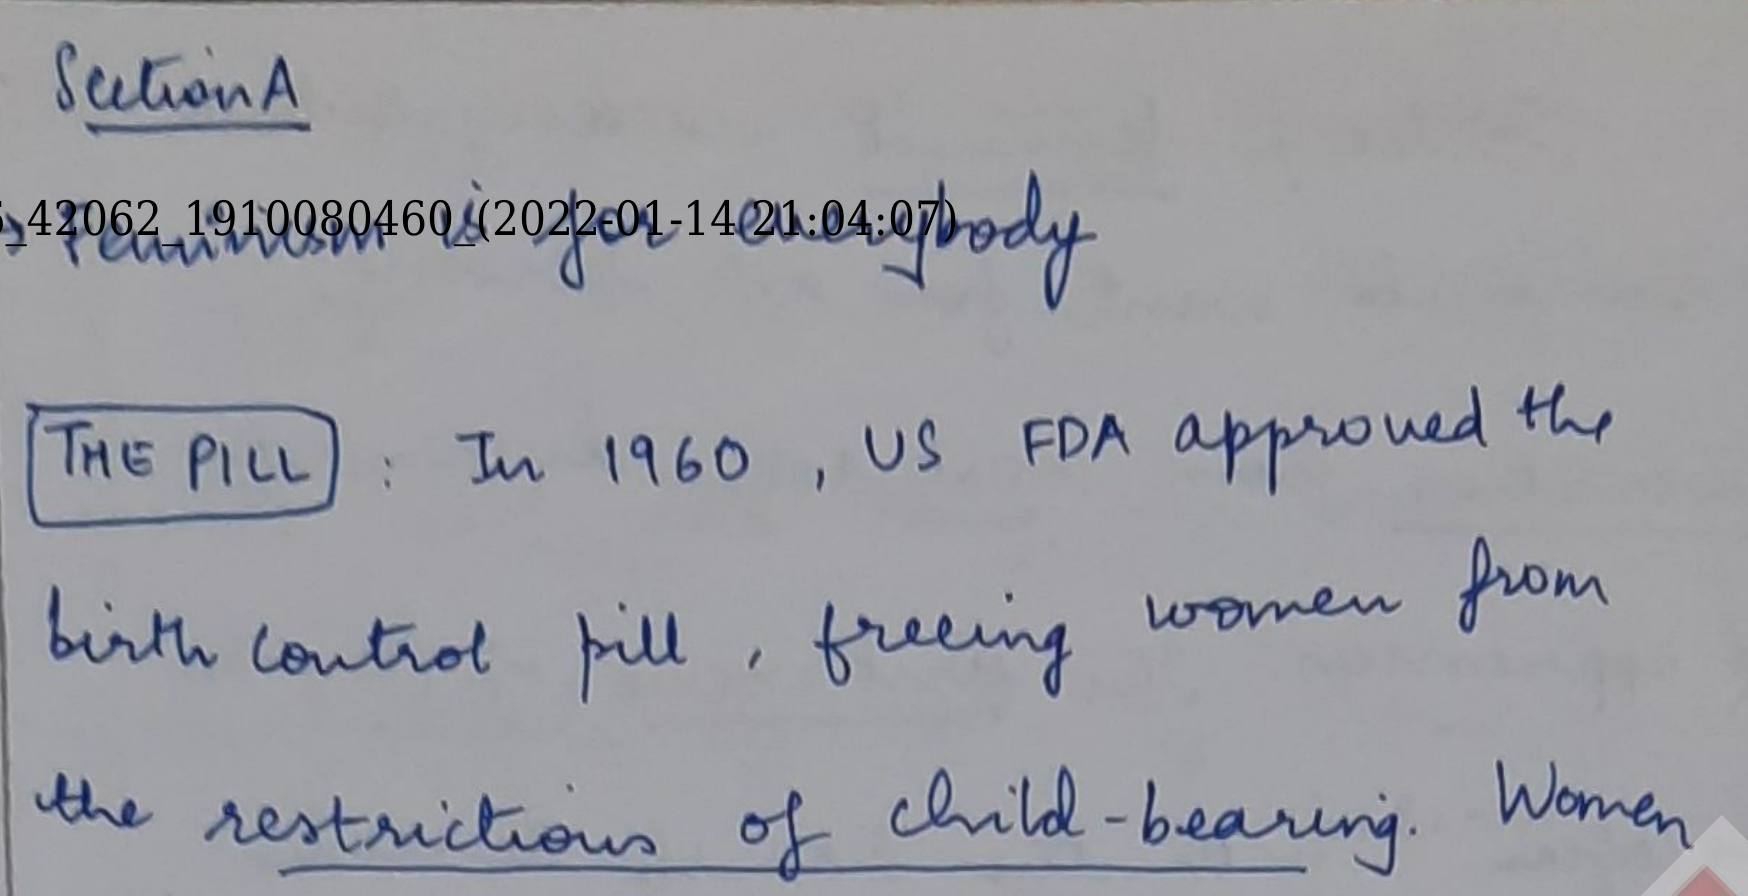 Section A
5_42062_1910080460_(2022-01-14 21:04:07)
Feminism is for everybody
THE PILL : In 1960 , US FDA approved the
birth control pill , freeing women from
the restrictions of child-bearing. Women